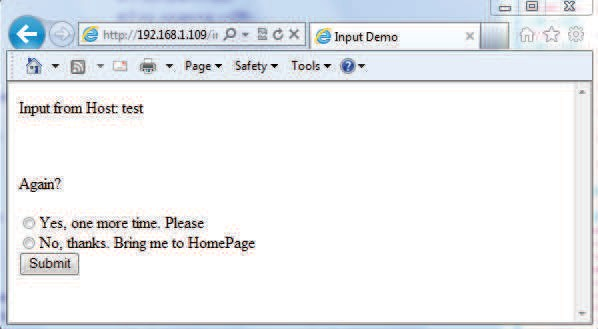 http://192.168.1.109/in
Input Demo
Page
Safety
Tools
Input from Host: test
Again?
Yes, one more time. Please
No, thanks. Bring me to HomePage
Submit